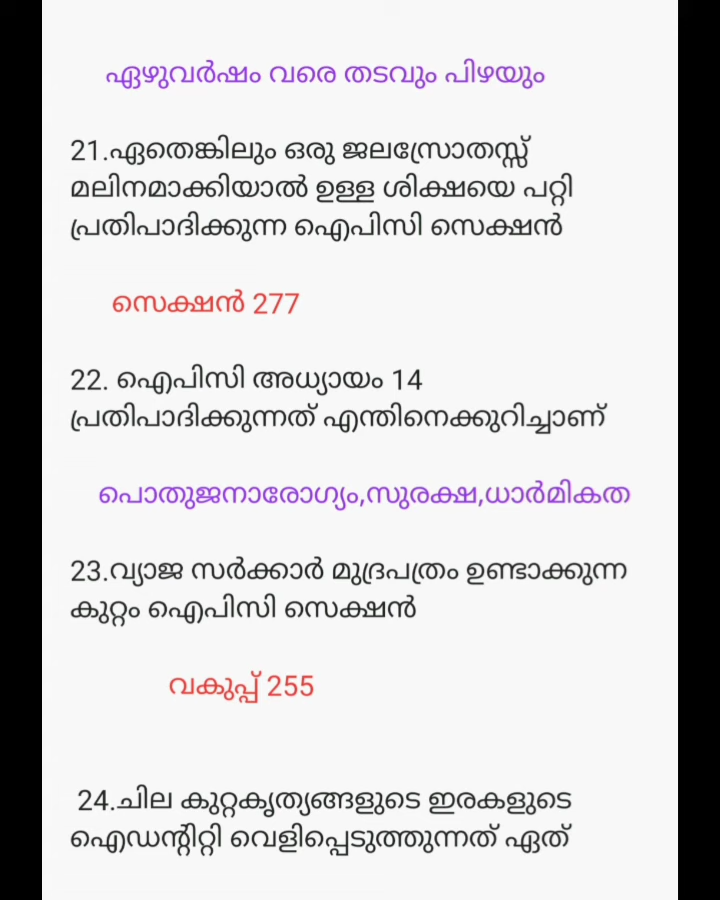 ഏഴുവർഷം വരെ തടവും പിഴയും
21.ഏതെങ്കിലും ഒരു ജലസ്രോതസ്സ്
മലിനമാക്കിയാൽ ഉള്ള ശിക്ഷയെ പറ്റി
പ്രതിപാദിക്കുന്ന ഐപിസി സെക്ഷൻ
സെക്ഷൻ 277
22. ഐപിസി അധ്യായം 14
പ്രതിപാദിക്കുന്നത് എന്തിനെക്കുറിച്ചാണ്
പൊതുജനാരോഗ്യം,സുരക്ഷ,ധാർമികത
23.വ്യാജ സർക്കാർ മുദ്രപത്രം ഉണ്ടാക്കുന്ന
കുറ്റം ഐപിസി സെക്ഷൻ
വകുപ്പ് 255
24.ചില കുറ്റകൃത്യങ്ങളുടെ ഇരകളുടെ
ഐഡന്റിറ്റി വെളിപ്പെടുത്തുന്നത് ഏത്